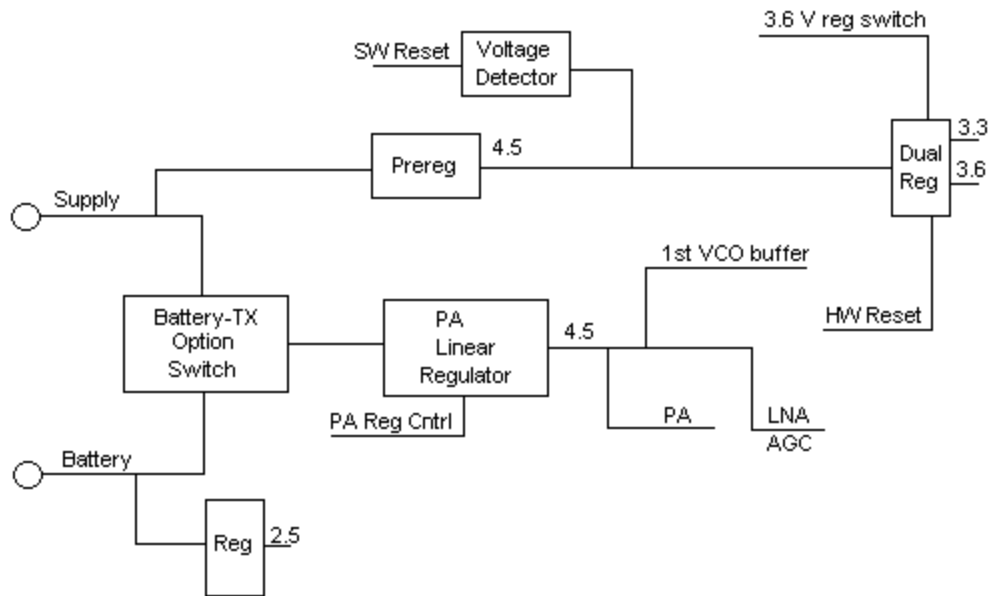 3.6 V reg switch
SW Reset
Voltage
Detector
4.5
Prereg
Dual
Reg
3.3
3.6
Supply
1st VCO buffer
HW Reset
Battery-TX
Option
Switch
PA
Linear
Regulator
4.5
PA Reg Cntrl
PA
LNA
AGC
Battery
Reg
2.5